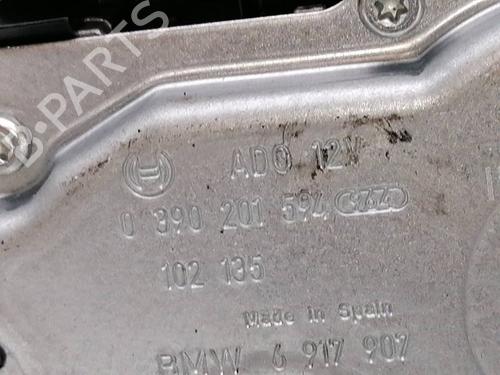 B-PARTS
ADO 12V
0 390 201 594
102 135
Made in Spain
BMW 6 917 907